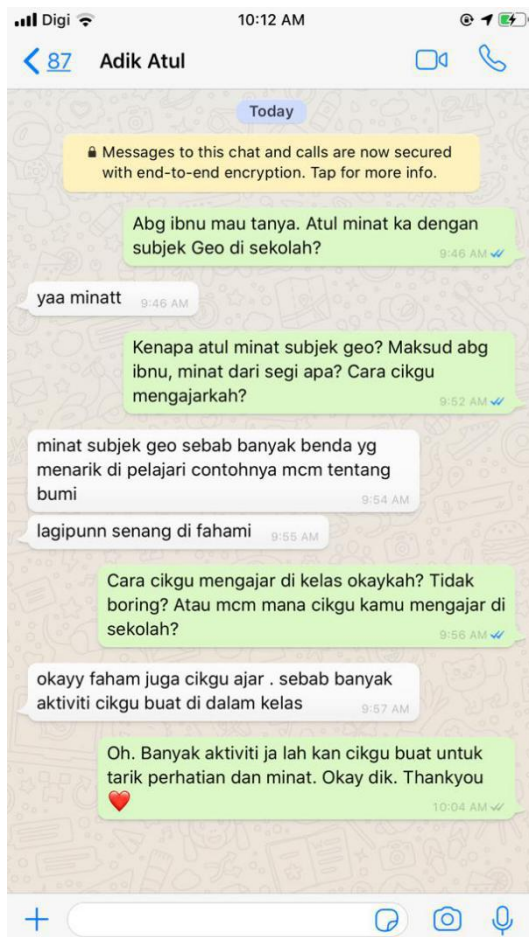 Digi 10:12 AM
87 Adik Atul
Today
Messages to this chat and calls are now secured
with end-to-end encryption. Tap for more info.
Abg ibnu mau tanya. Atul minat ka dengan
subjek Geo di sekolah?
9:46 AM
yaa minatt 9:46 AM
Kenapa atul minat subjek geo? Maksud abg
ibnu, minat dari segi apa? Cara cikgu
mengajarkah?
9:52 AM
minat subjek geo sebab banyak benda yg
menarik di pelajari contohnya mcm tentang
bumi
9:54 AM
lagipunn senang di fahami 9:55 AM
Cara cikgu mengajar di kelas okaykah? Tidak
boring? Atau mcm mana cikgu kamu mengajar di
sekolah?
9:56 AM
okayy faham juga cikgu ajar . sebab banyak
aktiviti cikgu buat di dalam kelas
9:57 AM
Oh. Banyak aktiviti ja lah kan cikgu buat untuk
tarik perhatian dan minat. Okay dik. Thankyou
❤️
10:04 AM